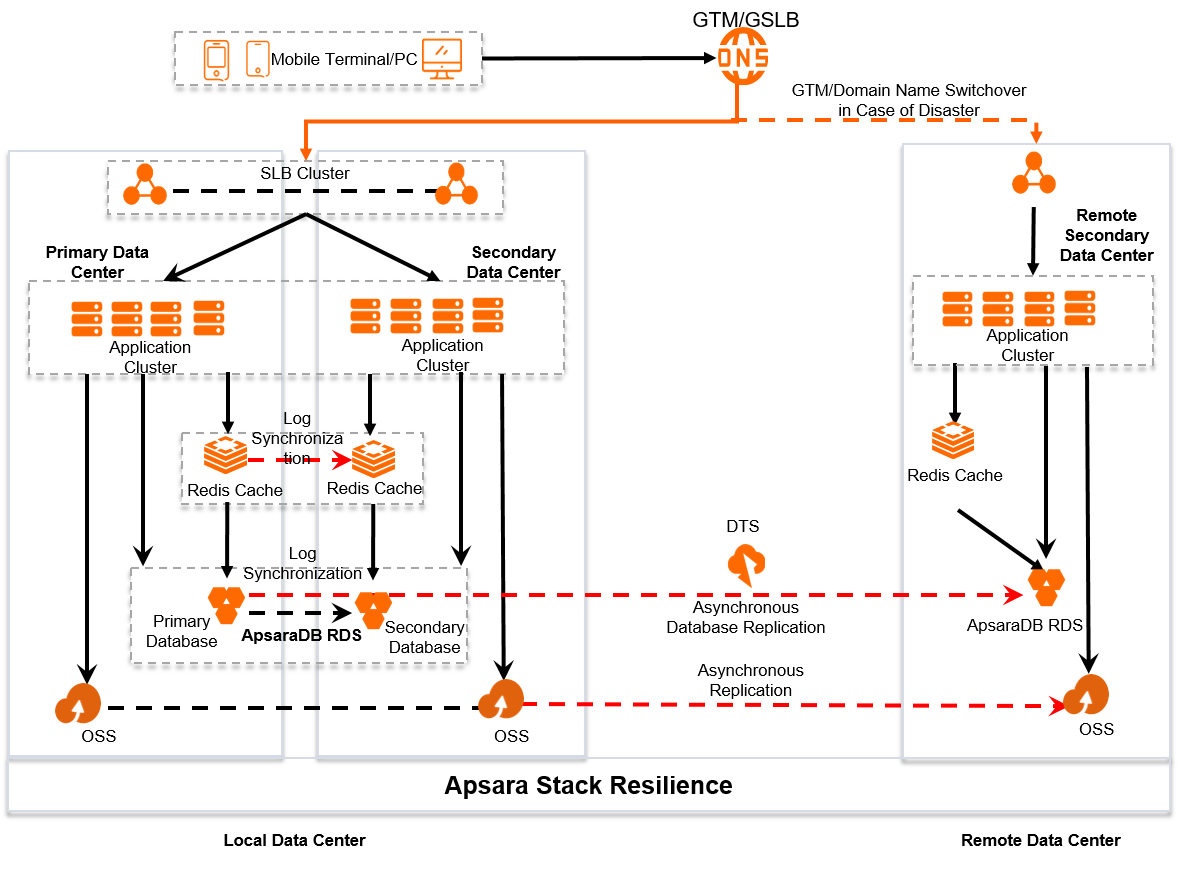 GTM/GSLB
DNS
Mobile Terminal/PC
GTM/Domain Name Switchover
in Case of Disaster
SLB Cluster
Primary Data
Center
Secondary
Data Center
Remote
Secondary
Data Center
Application
Cluster
Application
Cluster
Application
Cluster
Log
Synchroniza
tion
Redis Cache
Redis Cache
Redis Cache
DTS
Log
Synchronization
Primary
Database
ApsaraDB RDS
Secondary
Database
Asynchronous
Database Replication
ApsaraDB RDS
Asynchronous
Replication
OSS
OSS
OSS
Apsara Stack Resilience
Local Data Center
Remote Data Center